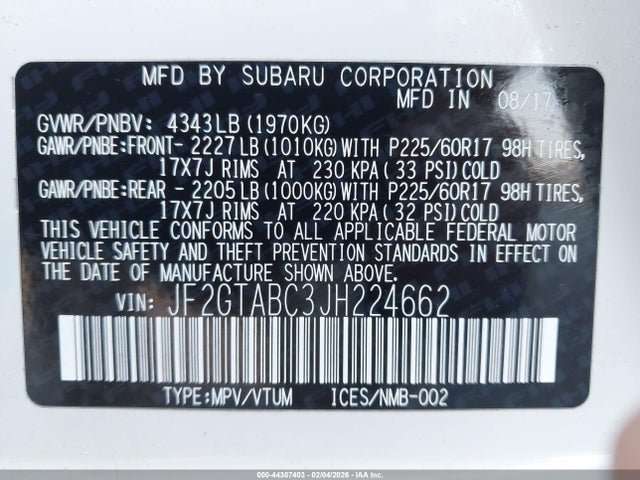 MFD BY SUBARU CORPORATION
MFD IN 08/17
GVWR/PNBV: 4343LB (1970KG)
GAWR/PNBE:FRONT- 2227LB (1010KG)WITH P225/60R17 98H TIRES,
17X7J RIMS AT 230 KPA (33 PSI)COLD
GAWR/PNBE:REAR - 2205LB (1000KG)WITH P225/60R17 98H TIRES,
17X7J RIMS AT 220 KPA (32 PSI)COLD
THIS VEHICLE CONFORMS TO ALL APPLICABLE FEDERAL MOTOR
VEHICLE SAFETY AND THEFT PREVENTION STANDARDS IN EFFECT
ON THE DATE OF MANUFACTURE SHOWN ABOVE.
VIN: JF2GTABC3JH224662
TYPE:MPV/VTUM ICES/NMB-002
000-44307403 - 02/04/2026 - IAAI, Inc.